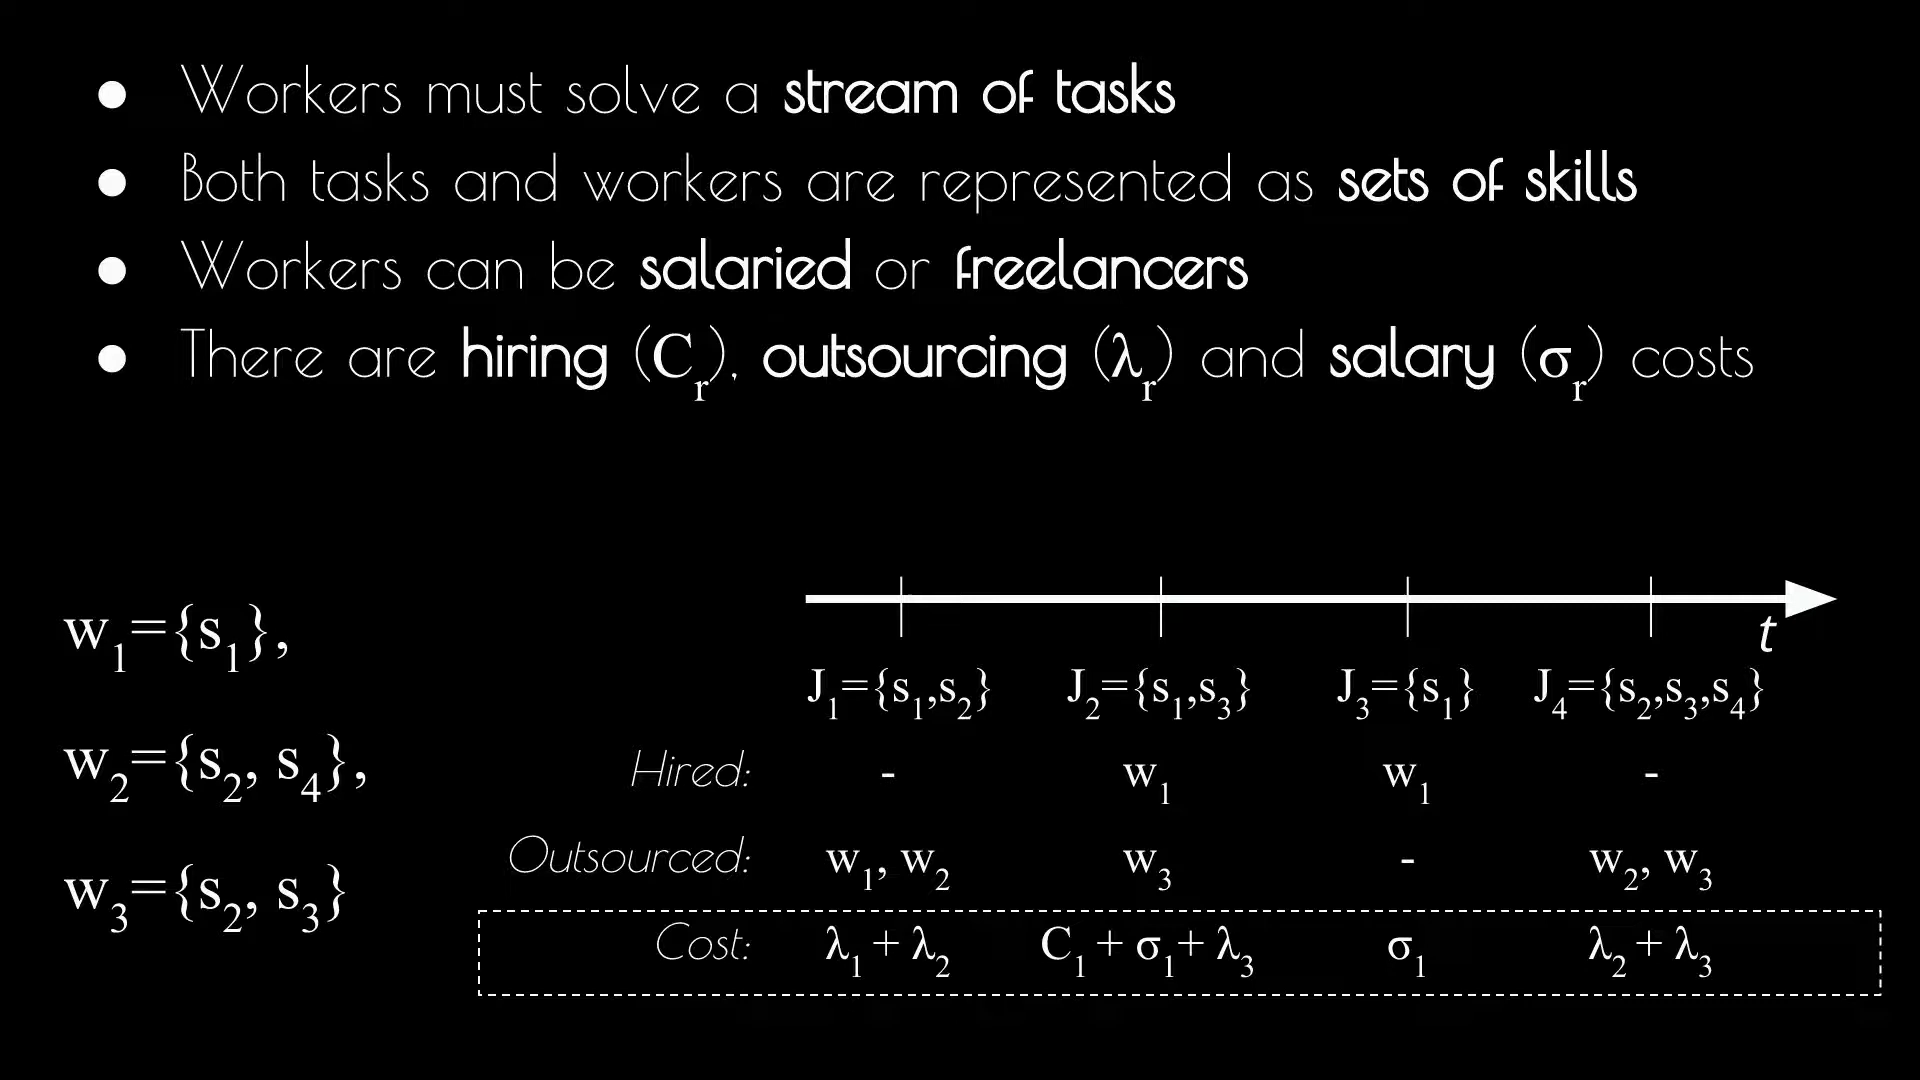 ● Workers must solve a stream of tasks
● Both tasks and workers are represented as sets of skills
● Workers can be salaried or freelancers
● There are hiring (Cᵣ), outsourcing (λᵣ) and salary (σᵣ) costs
t
w₁={s₁},
w₂={s₂, s₄},
w₃={s₂, s₃}
J₁={s₁,s₂} J₂={s₁,s₃} J₃={s₁} J₄={s₂,s₃,s₄}
Hired: - w₁ w₁ -
Outsourced: w₁, w₂ w₃ - w₂, w₃
Cost: λ₁ + λ₂ C₁ + σ₁+ λ₃ σ₁ λ₂ + λ₃